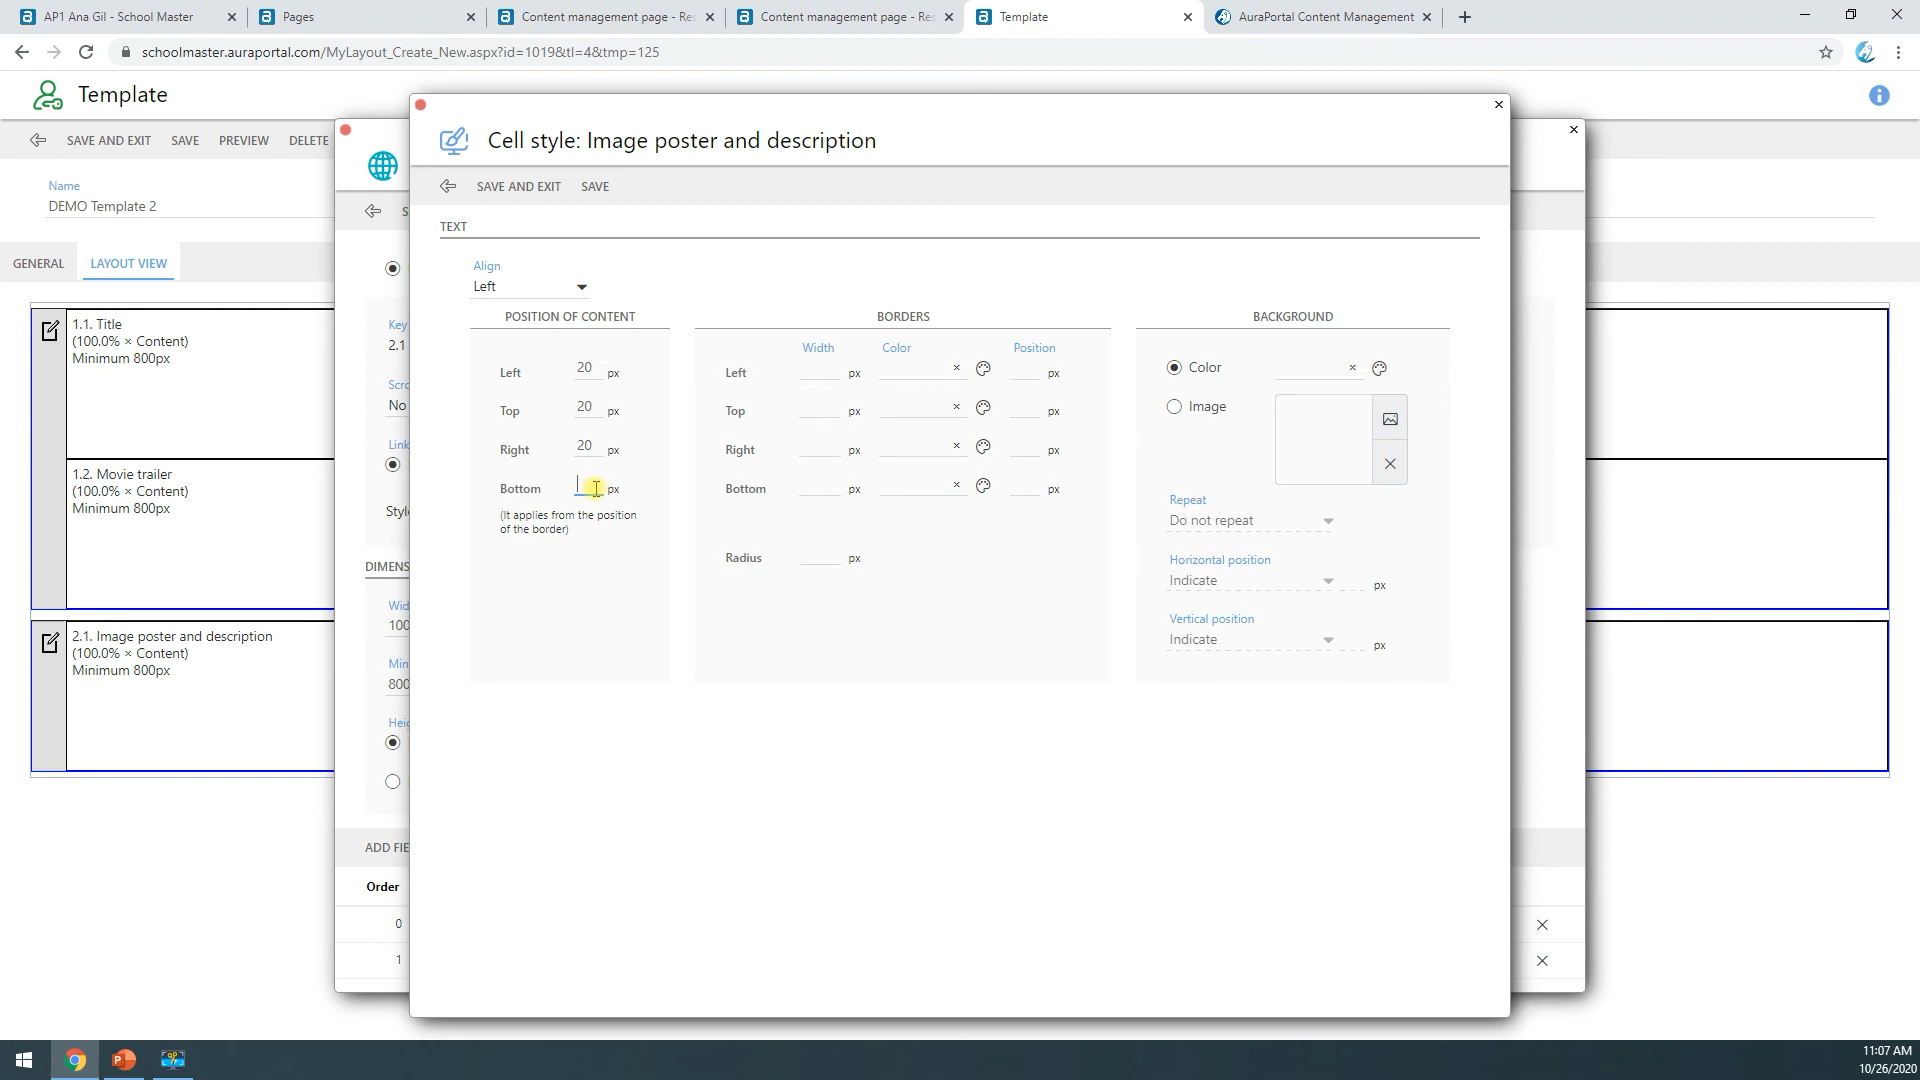 AP1 Ana Gil - School Master
Pages
Content management page - Res
Content management page - Res
Template
AuraPortal Content Management
schoolmaster.auraportal.com/MyLayout_Create_New.aspx?id=1019&tl=4&tmp=125
Template
SAVE AND EXIT SAVE PREVIEW DELETE
Name
DEMO Template 2
GENERAL LAYOUT VIEW
1.1. Title
(100.0% × Content)
Minimum 800px
1.2. Movie trailer
(100.0% × Content)
Minimum 800px
2.1. Image poster and description
(100.0% × Content)
Minimum 800px
S
Key
2.1
Scro
No
Link
Style
DIMENS
Wid
100
Min
800
Heig
ADD FIE
Order
0
1
Cell style: Image poster and description
SAVE AND EXIT SAVE
TEXT
Align
Left
POSITION OF CONTENT
Left 20 px
Top 20 px
Right 20 px
Bottom px
(It applies from the position
of the border)
BORDERS
Width Color Position
Left px px
Top px px
Right px px
Bottom px px
Radius px
BACKGROUND
Color
Image
Repeat
Do not repeat
Horizontal position
Indicate px
Vertical position
Indicate px
11:07 AM
10/26/2020